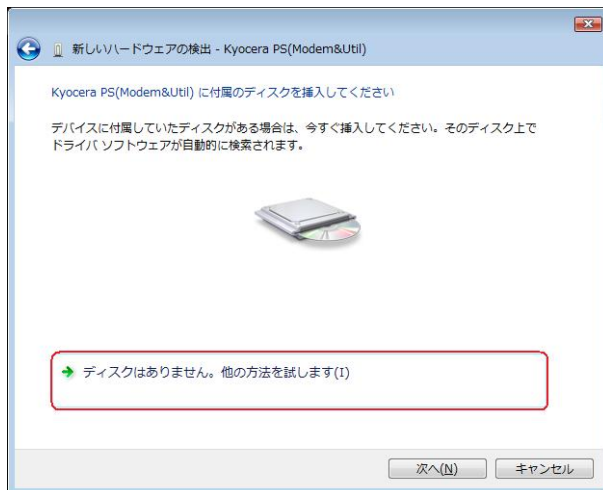 新しいハードウェアの検出 - Kyocera PS(Modem&Util)
Kyocera PS(Modem&Util) に付属のディスクを挿入してください
デバイスに付属していたディスクがある場合は、今すぐ挿入してください。そのディスク上で
ドライバ ソフトウェアが自動的に検索されます。
ディスクはありません。他の方法を試します(I)
次へ(N)
キャンセル